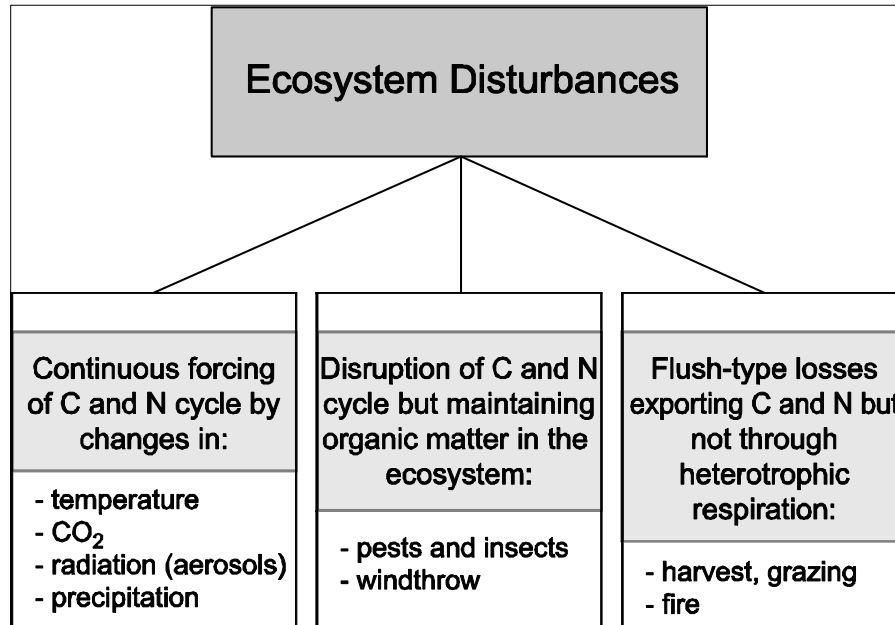 Ecosystem Disturbances
Continuous forcing
of C and N cycle by
changes in:
- temperature
- CO₂
- radiation (aerosols)
- precipitation
Disruption of C and N
cycle but maintaining
organic matter in the
ecosystem:
- pests and insects
- windthrow
Flush-type losses
exporting C and N but
not through
heterotrophic
respiration:
- harvest, grazing
- fire